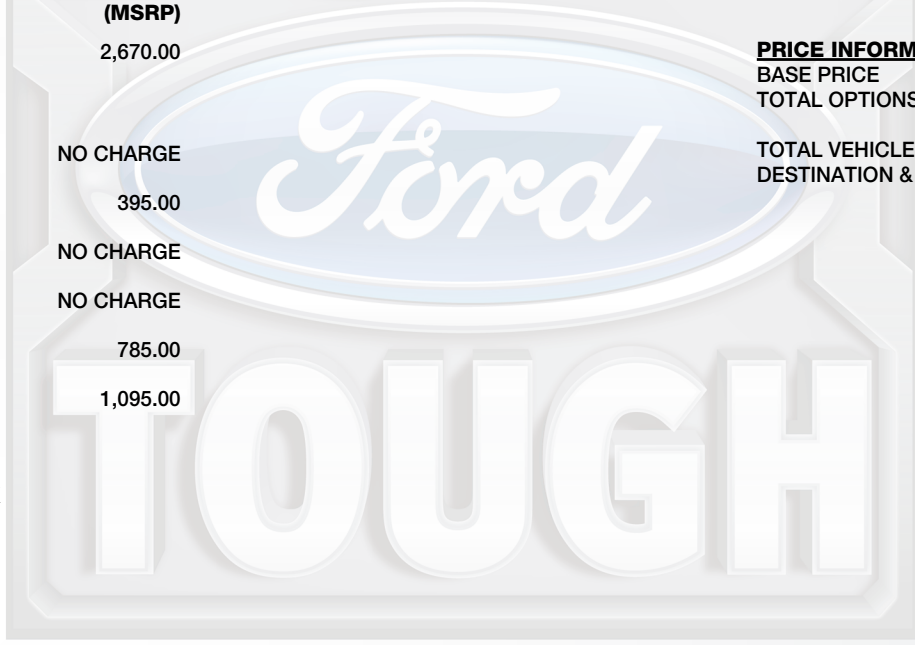 (MSRP)
2,670.00
NO CHARGE
395.00
NO CHARGE
NO CHARGE
785.00
1,095.00
PRICE INFORM
BASE PRICE
TOTAL OPTIONS
TOTAL VEHICLE
DESTINATION &
Ford
TOUGH